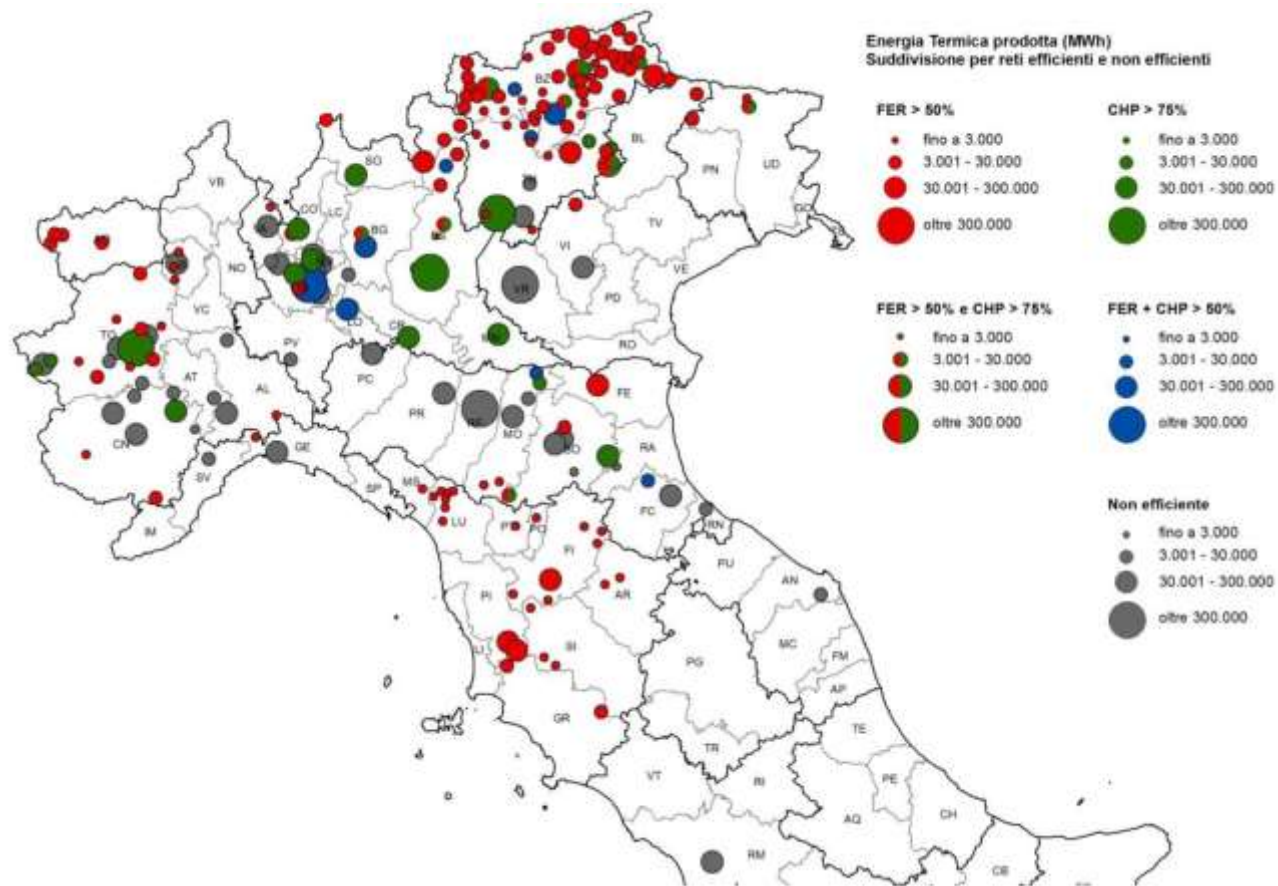 Energia Termica prodotta (MWh)
Suddivisione per reti efficienti e non efficienti
FER > 50%
fino a 3.000
3.001 - 30.000
30.001 - 300.000
oltre 300.000
CHP > 75%
fino a 3.000
3.001 - 30.000
30.001 - 300.000
oltre 300.000
FER > 50% e CHP > 75%
fino a 3.000
3.001 - 30.000
30.001 - 300.000
oltre 300.000
FER + CHP > 50%
fino a 3.000
3.001 - 30.000
30.001 - 300.000
oltre 300.000
Non efficiente
fino a 3.000
3.001 - 30.000
30.001 - 300.000
oltre 300.000
BZ
SO
BL
UD
PN
VB
CO
LC
BG
TV
GO
VI
NO
VE
VR
PD
VC
LO
CR
TO
PV
RO
AT
AL
PC
FE
PR
RE
MO
CN
GE
BO
RA
SV
MS
SP
FC
IM
LU
PT
PO
RN
FI
PU
AN
PI
AR
MC
LI
SI
PG
FM
AP
GR
TE
TR
VT
RI
PE
AQ
CH
RM
CB